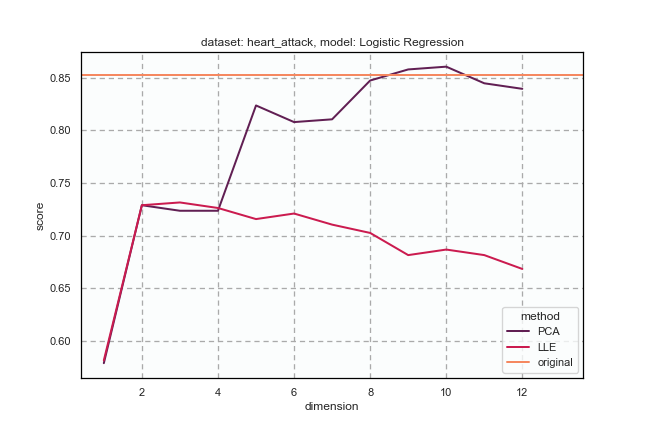 dataset: heart_attack, model: Logistic Regression
score
0.85
0.80
0.75
0.70
0.65
0.60
2 4 6 8 10 12
dimension
method
PCA
LLE
original